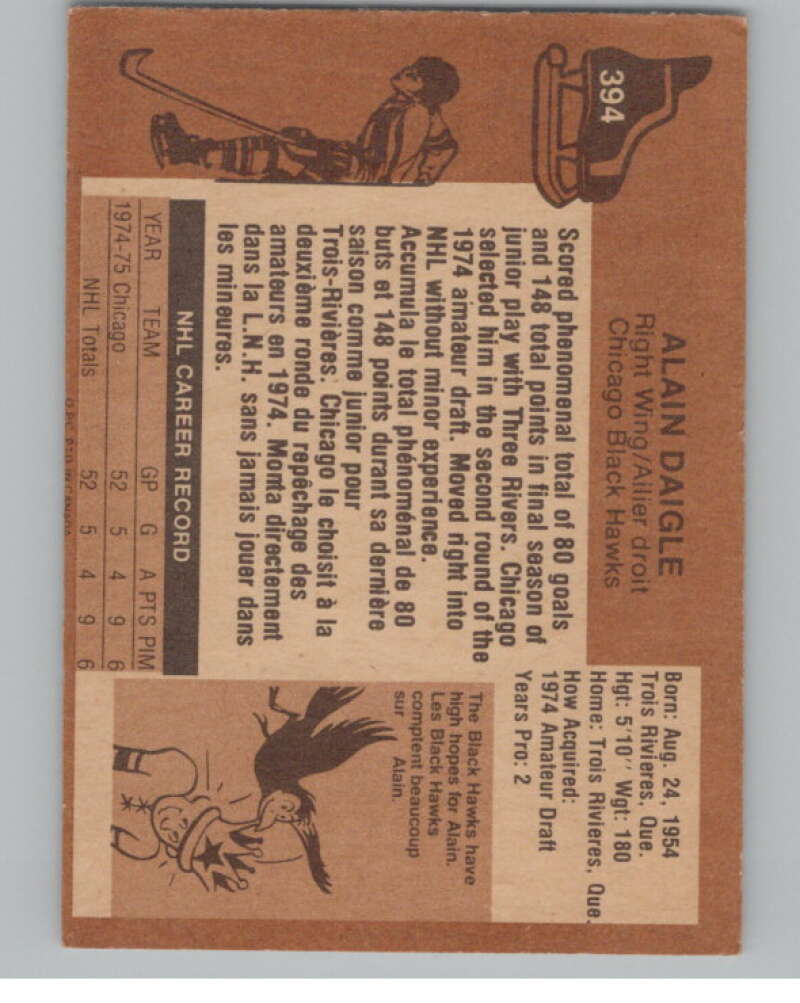 394
ALAIN DAIGLE
Right Wing/Ailier droit
Chicago Black Hawks
Born: Aug. 24, 1954
Trois Rivieres, Que.
Hgt: 5'10" Wgt: 180
Home: Trois Rivieres, Que.
How Acquired:
1974 Amateur Draft
Years Pro: 2
Scored phenomenal total of 80 goals
and 148 total points in final season of
junior play with Three Rivers. Chicago
selected him in the second round of the
1974 amateur draft. Moved right into
NHL without minor experience.
Accumula le total phénoménal de 80
buts et 148 points durant sa dernière
saison comme junior pour
Trois-Rivières. Chicago le choisit à la
deuxième ronde du repêchage des
amateurs en 1974. Monta directement
dans la L.N.H. sans jamais jouer dans
les mineures.
The Black Hawks have
high hopes for Alain.
Les Black Hawks
comptent beaucoup
sur Alain.
NHL CAREER RECORD
YEAR TEAM GP G A PTS PIM
1974-75 Chicago 52 5 4 9 6
NHL Totals 52 5 4 9 6